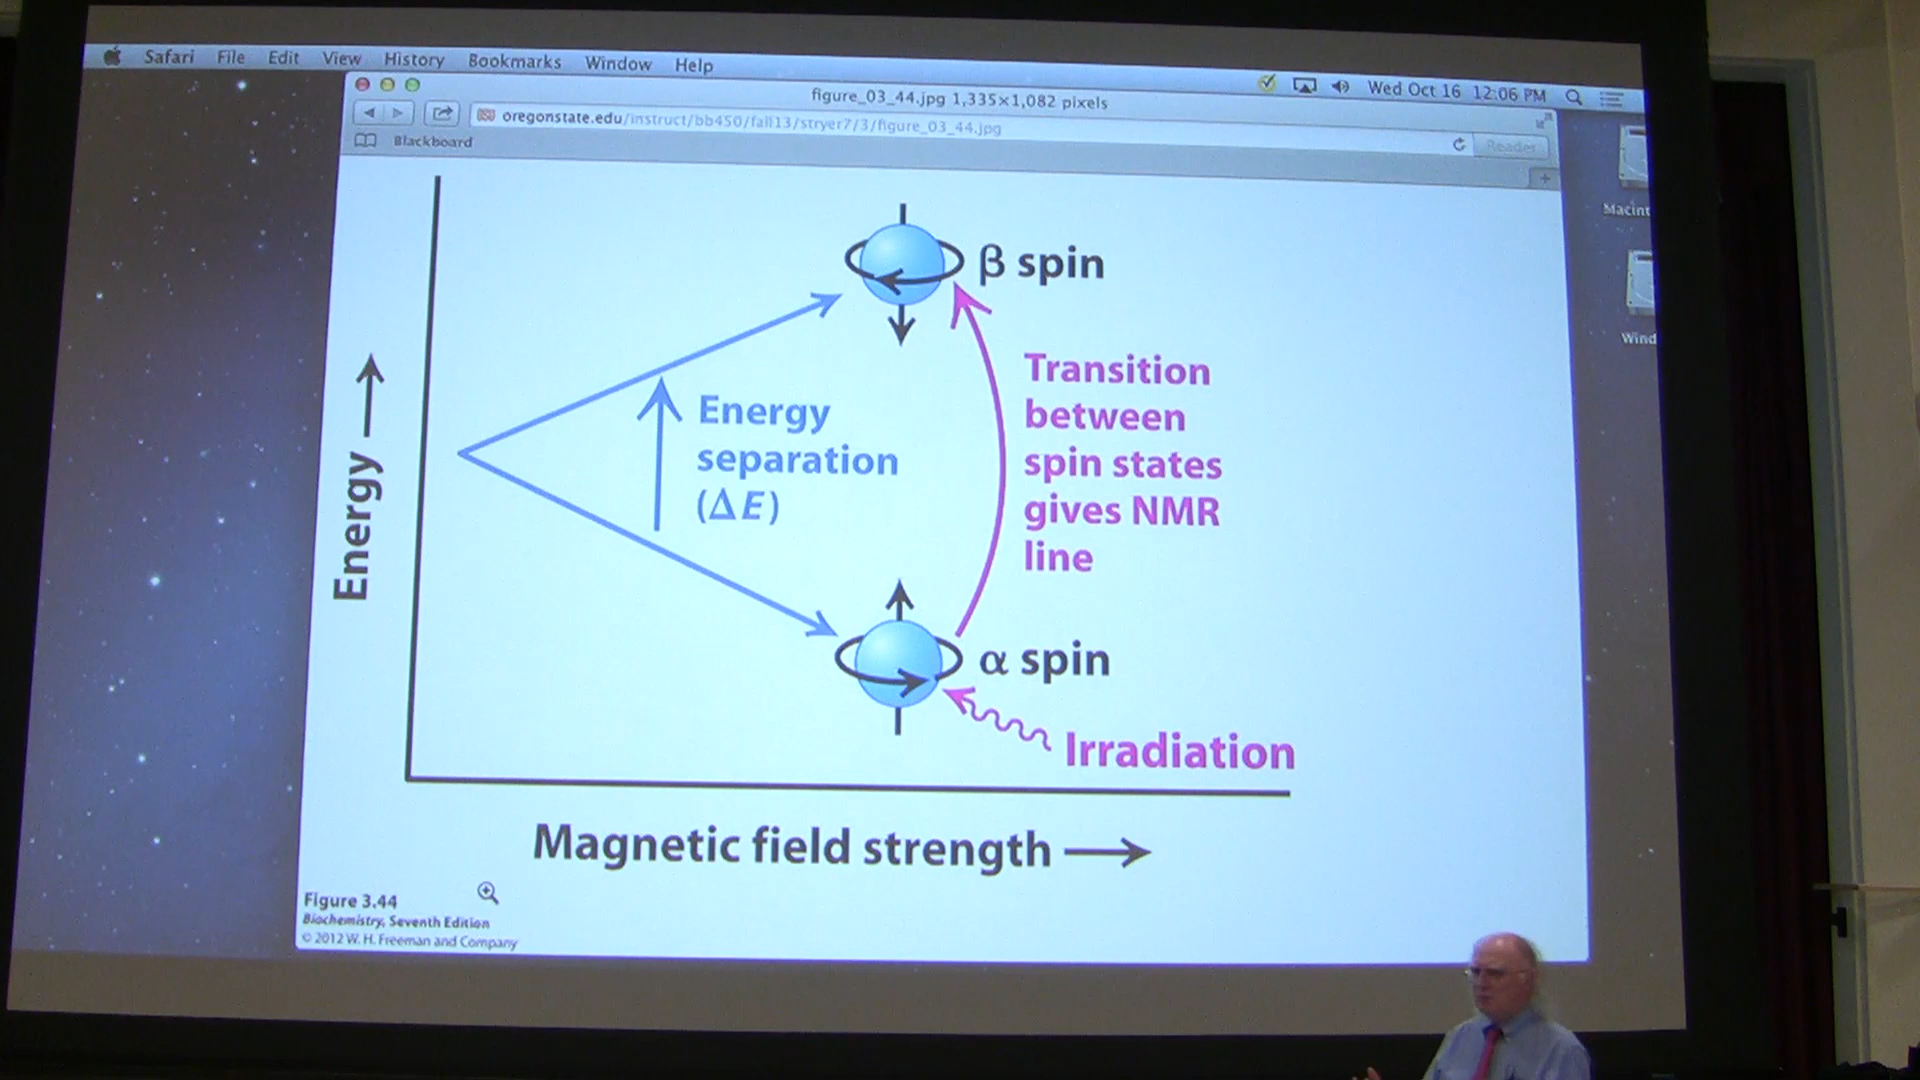 Safari File Edit View History Bookmarks Window Help
Wed Oct 16 12:06 PM
figure_03_44.jpg 1,335×1,082 pixels
oregonstate.edu/instruct/bb450/fall13/stryer7/3/figure_03_44.jpg
Reader
Blackboard
Macint
Wind
β spin
Energy
separation
(ΔE)
Transition
between
spin states
gives NMR
line
Energy
α spin
Irradiation
Magnetic field strength
Figure 3.44
Biochemistry, Seventh Edition
© 2012 W. H. Freeman and Company